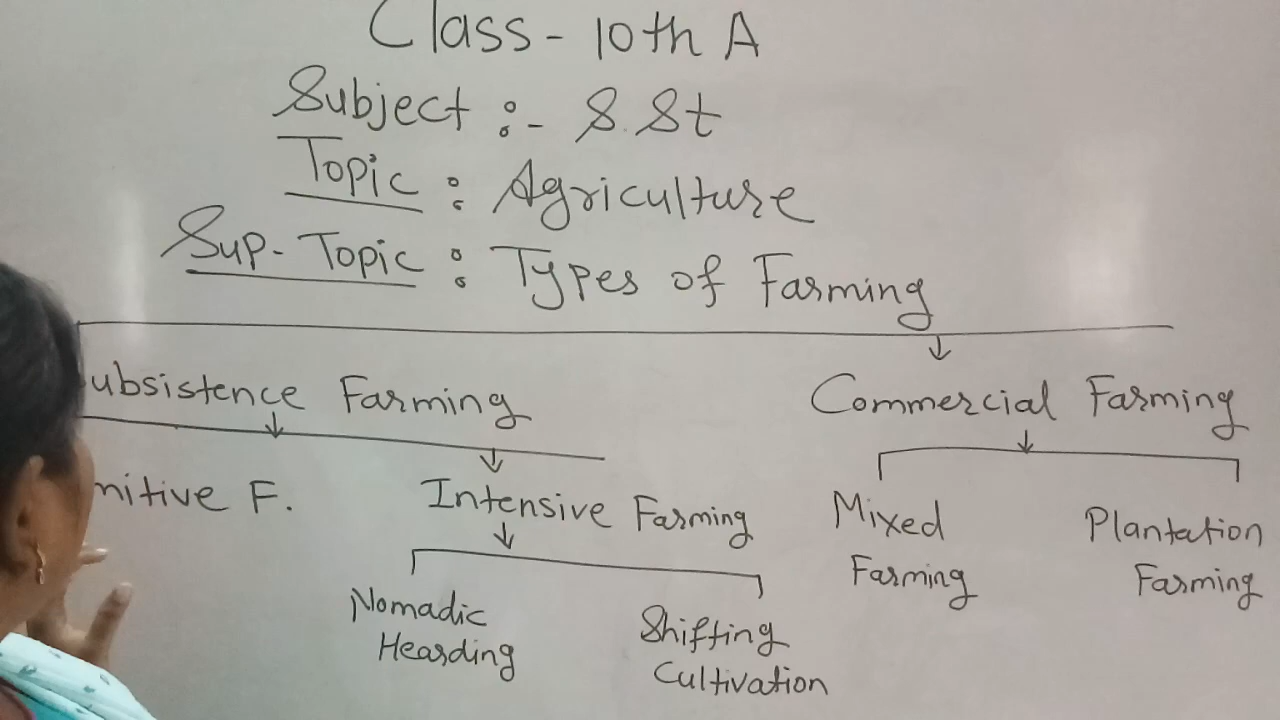 Class - 10th A
Subject :- S.St
Topic : Agriculture
Sup-Topic : Types of Farming
ubsistence Farming Commercial Farming
nitive F. Intensive Farming Mixed Farming Plantation Farming
Nomadic Hearding Shifting Cultivation